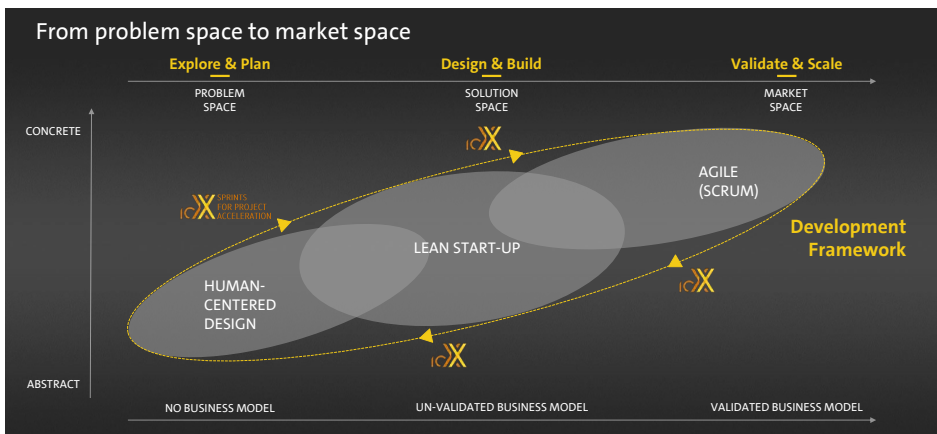 From problem space to market space
Explore & Plan
Design & Build
Validate & Scale
PROBLEM
SPACE
SOLUTION
SPACE
MARKET
SPACE
CONCRETE
AGILE
(SCRUM)
SPRINTS
FOR PROJECT
ACCELERATION
Development
Framework
LEAN START-UP
HUMAN-
CENTERED
DESIGN
ABSTRACT
NO BUSINESS MODEL
UN-VALIDATED BUSINESS MODEL
VALIDATED BUSINESS MODEL